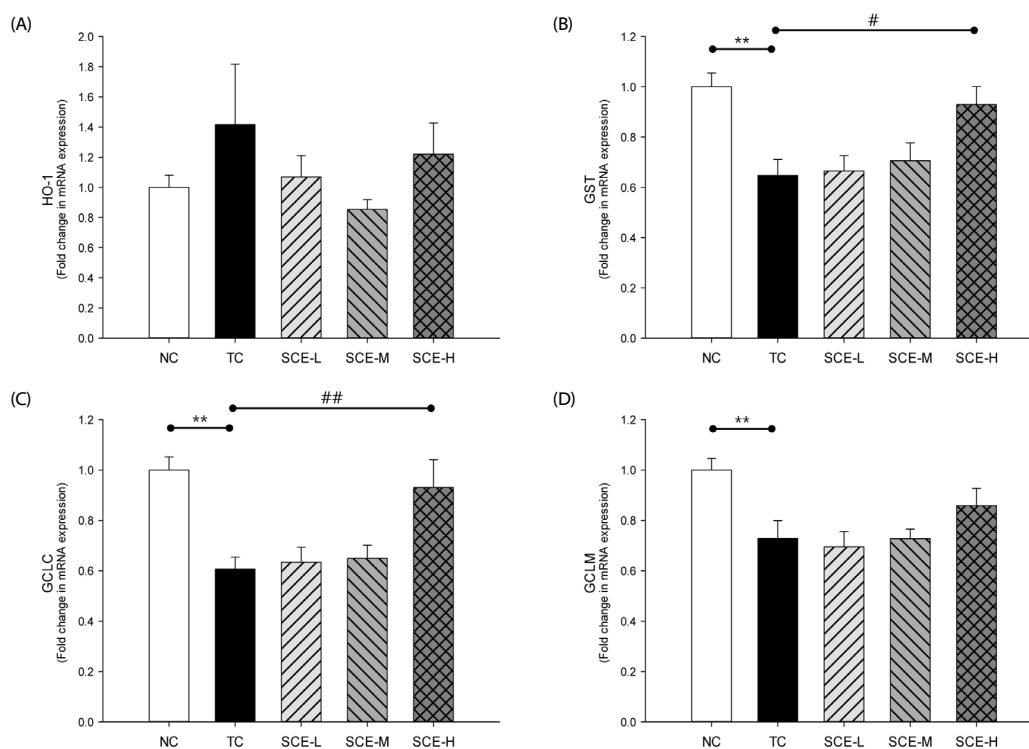 (A)
HO-1
(Fold change in mRNA expression)
2.0
1.8
1.6
1.4
1.2
1.0
0.8
0.6
0.4
0.2
0.0
NC TC SCE-L SCE-M SCE-H
(B)
GST
(Fold change in mRNA expression)
1.2
1.0
0.8
0.6
0.4
0.2
0.0
**
#
NC TC SCE-L SCE-M SCE-H
(C)
GCLC
(Fold change in mRNA expression)
1.2
1.0
0.8
0.6
0.4
0.2
0.0
**
##
NC TC SCE-L SCE-M SCE-H
(D)
GCLM
(Fold change in mRNA expression)
1.2
1.0
0.8
0.6
0.4
0.2
0.0
**
NC TC SCE-L SCE-M SCE-H